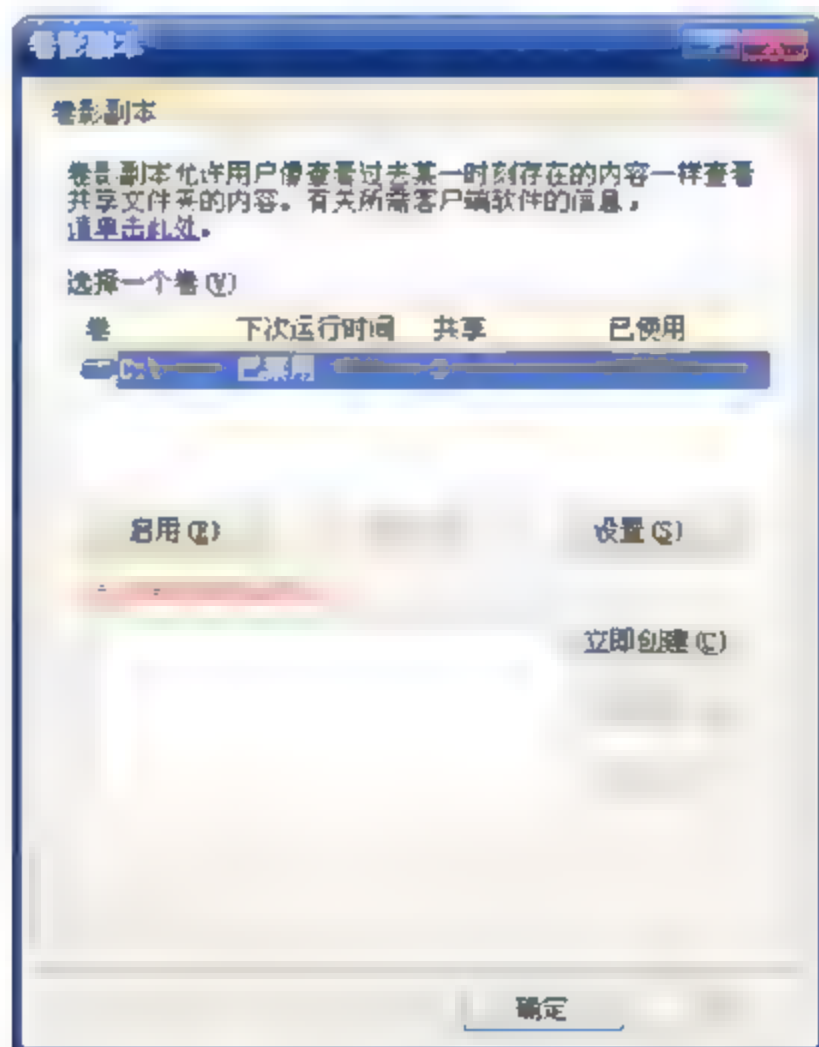 卷影副本
卷影副本
卷影副本允许用户像查看过去某一时刻存在的内容一样查看
共享文件夹的内容。有关所需客户端软件的信息，
请单击此处。
选择一个卷(V)
卷 下次运行时间 共享 已使用
C:\ 已禁用
启用(E) 设置(S)
立即创建(C)
确定